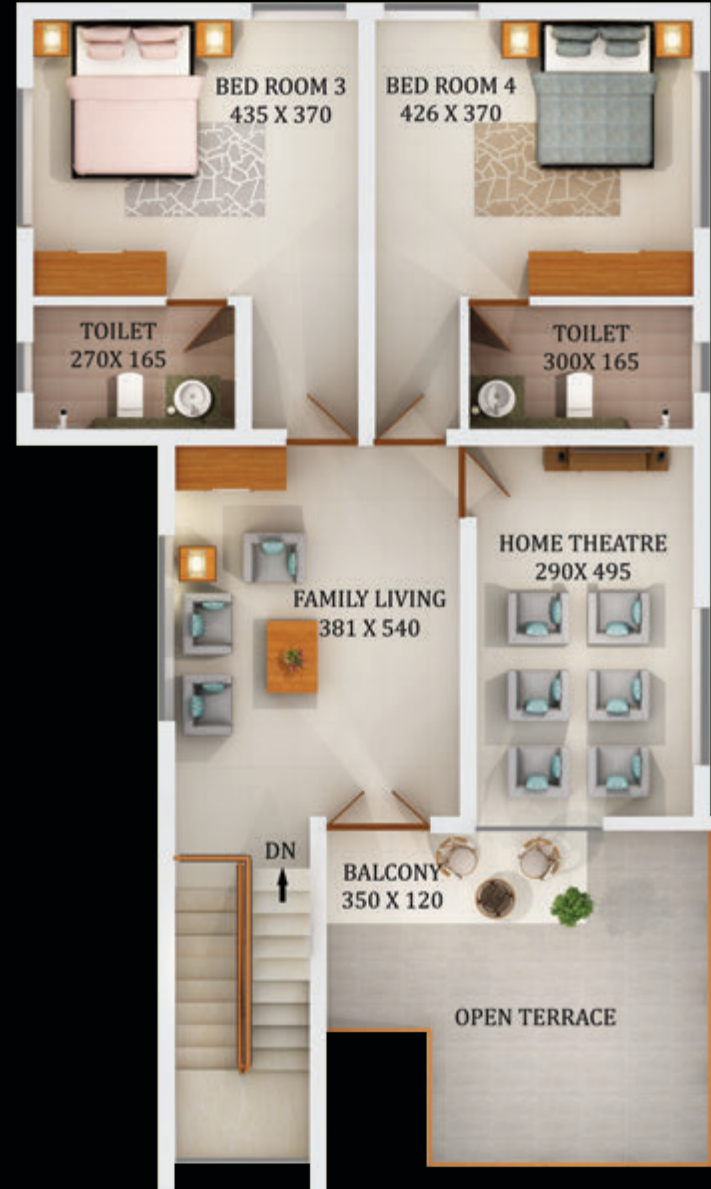 BED ROOM 3
435 X 370
BED ROOM 4
426 X 370
TOILET
270X 165
TOILET
300X 165
HOME THEATRE
290X 495
FAMILY LIVING
381 X 540
DN
BALCONY
350 X 120
OPEN TERRACE